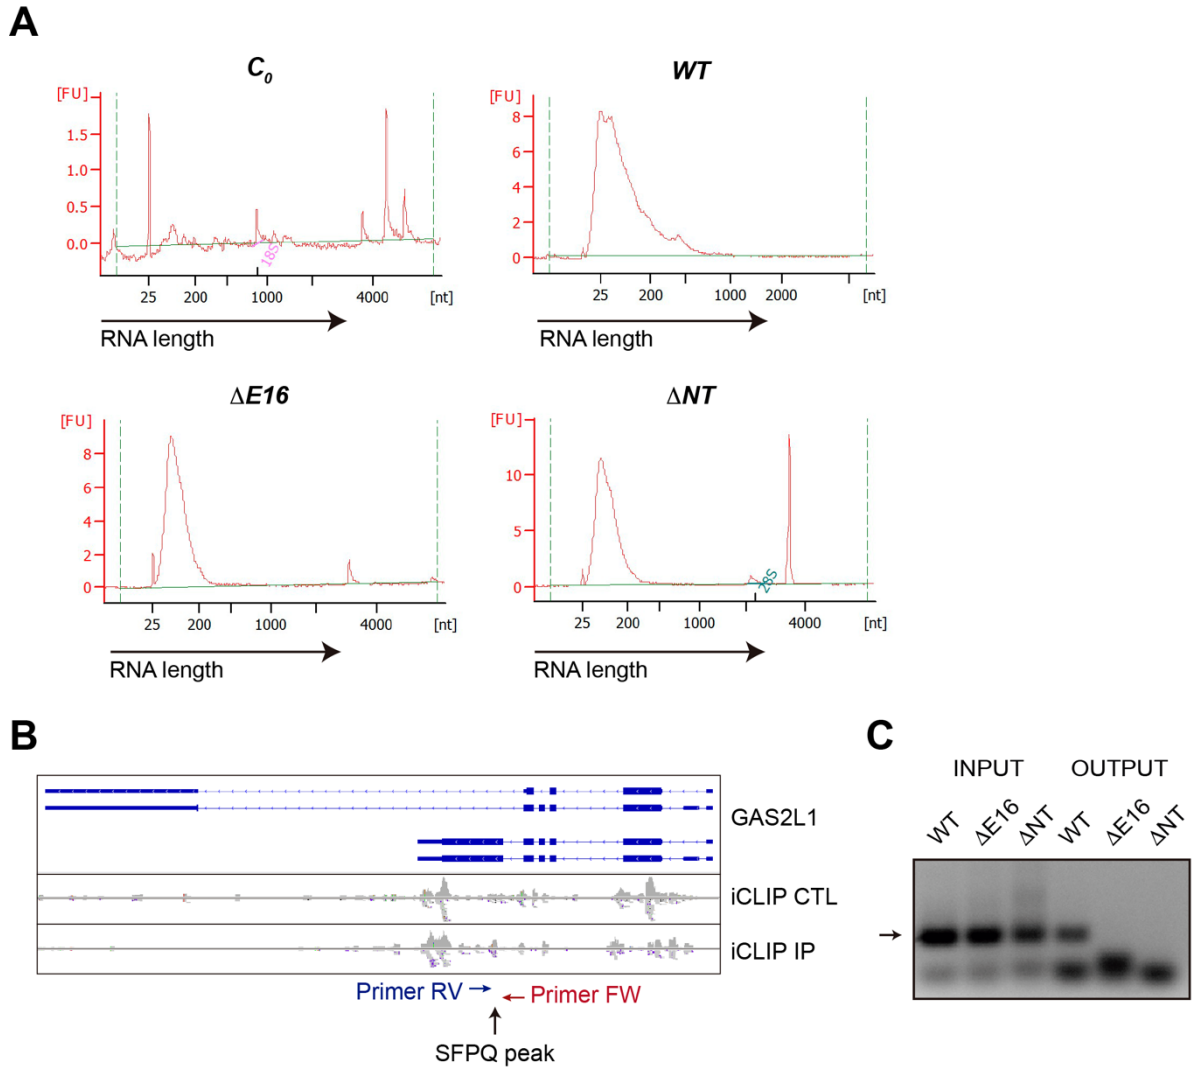 A
C0
[FU]
1.5
1.0
0.5
0.0
18S
25 200 1000 4000 [nt]
RNA length
WT
[FU]
8
6
4
2
0
25 200 1000 2000
RNA length
ΔE16
[FU]
8
6
4
2
0
25 200 1000 4000 [nt]
RNA length
ΔNT
[FU]
10
5
0
28S
25 200 1000 4000 [nt]
RNA length
B
GAS2L1
iCLIP CTL
iCLIP IP
Primer RV
Primer FW
SFPQ peak
C
INPUT OUTPUT
WT ΔE16 ΔNT WT ΔE16 ΔNT